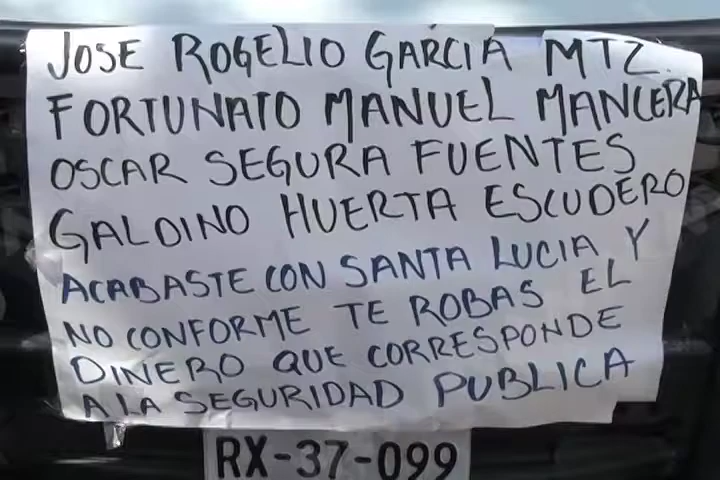 JOSE ROGELIO GARCIA MTZ.
FORTUNATO MANUEL MANCERA
OSCAR SEGURA FUENTES
GALDINO HUERTA ESCUDERO
ACABASTE CON SANTA LUCIA Y
NO CONFORME TE ROBAS EL
DINERO QUE CORRESPONDE
A LA SEGURIDAD PUBLICA
RX-37-099